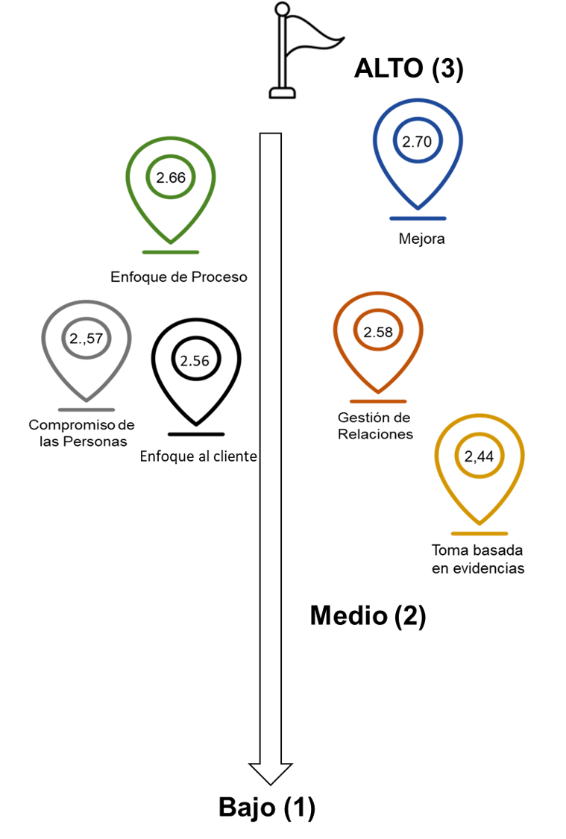 ALTO (3)
2.70
Mejora
2.66
Enfoque de Proceso
2.,57
Compromiso de
las Personas
2.56
Enfoque al cliente
2.58
Gestión de
Relaciones
2,44
Toma basada
en evidencias
Medio (2)
Bajo (1)